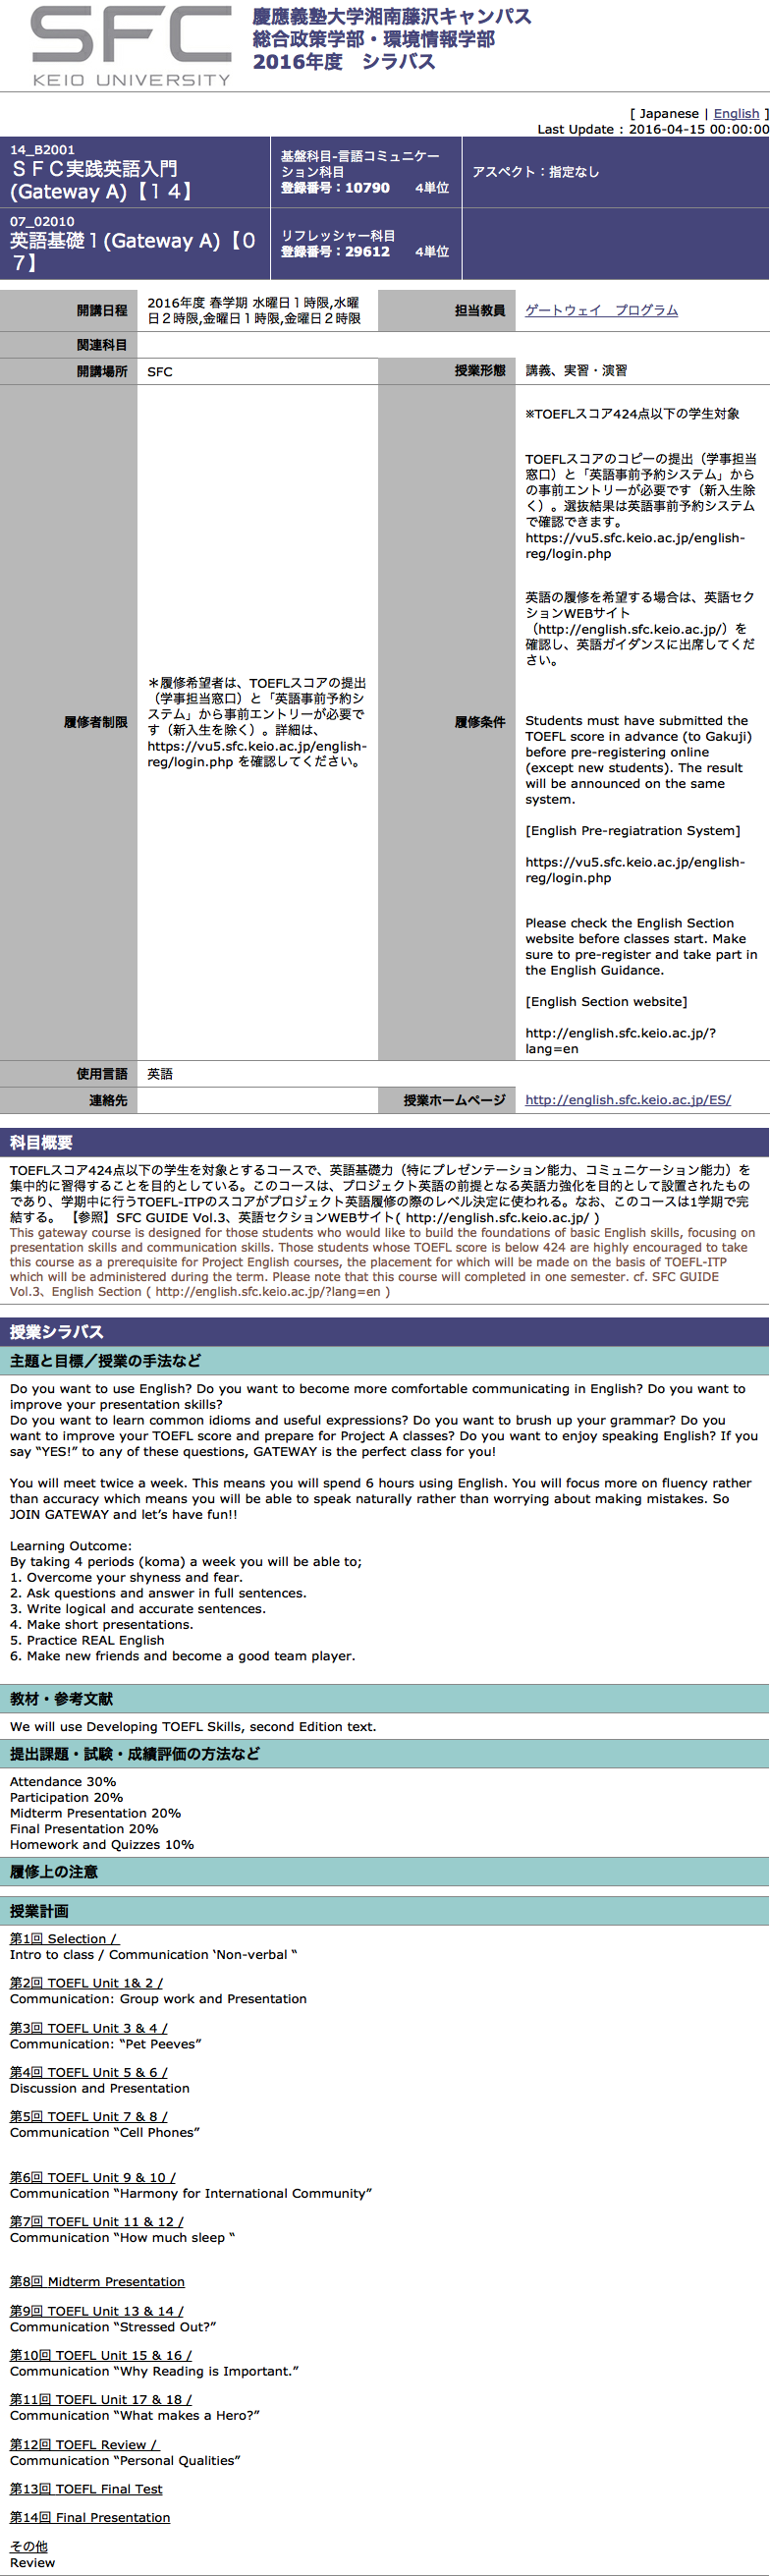 SFC
KEIO UNIVERSITY
慶應義塾大学湘南藤沢キャンパス
総合政策学部・環境情報学部
2016年度 シラバス
[ Japanese | English ]
Last Update : 2016-04-15 00:00:00
14_B2001
ＳＦＣ実践英語入門
(Gateway A)【１４】
基盤科目-言語コミュニケー
ション科目
登録番号：10790 4単位
アスペクト：指定なし
07_02010
英語基礎１(Gateway A)【０
７】
リフレッシャー科目
登録番号：29612 4単位
開講日程
2016年度 春学期 水曜日１時限,水曜
日２時限,金曜日１時限,金曜日２時限
担当教員
ゲートウェイ プログラム
関連科目
開講場所
SFC
授業形態
講義、実習・演習
履修者制限
＊履修希望者は、TOEFLスコアの提出
（学事担当窓口）と「英語事前予約シ
ステム」から事前エントリーが必要で
す（新入生を除く）。詳細は、
https://vu5.sfc.keio.ac.jp/english-
reg/login.php を確認してください。
履修条件
※TOEFLスコア424点以下の学生対象
TOEFLスコアのコピーの提出（学事担当
窓口）と「英語事前予約システム」から
の事前エントリーが必要です（新入生除
く）。選抜結果は英語事前予約システム
で確認できます。
https://vu5.sfc.keio.ac.jp/english-
reg/login.php
英語の履修を希望する場合は、英語セク
ションWEBサイト
（http://english.sfc.keio.ac.jp/）を
確認し、英語ガイダンスに出席してくだ
さい。
Students must have submitted the
TOEFL score in advance (to Gakuji)
before pre-registering online
(except new students). The result
will be announced on the same
system.
[English Pre-regiatration System]
https://vu5.sfc.keio.ac.jp/english-
reg/login.php
Please check the English Section
website before classes start. Make
sure to pre-register and take part in
the English Guidance.
[English Section website]
http://english.sfc.keio.ac.jp/?
lang=en
使用言語
英語
連絡先
授業ホームページ
http://english.sfc.keio.ac.jp/ES/
科目概要
TOEFLスコア424点以下の学生を対象とするコースで、英語基礎力（特にプレゼンテーション能力、コミュニケーション能力）を
集中的に習得することを目的としている。このコースは、プロジェクト英語の前提となる英語力強化を目的として設置されたもの
であり、学期中に行うTOEFL-ITPのスコアがプロジェクト英語履修の際のレベル決定に使われる。なお、このコースは1学期で完
結する。 【参照】SFC GUIDE Vol.3、英語セクションWEBサイト( http://english.sfc.keio.ac.jp/ )
This gateway course is designed for those students who would like to build the foundations of basic English skills, focusing on
presentation skills and communication skills. Those students whose TOEFL score is below 424 are highly encouraged to take
this course as a prerequisite for Project English courses, the placement for which will be made on the basis of TOEFL-ITP
which will be administered during the term. Please note that this course will completed in one semester. cf. SFC GUIDE
Vol.3、English Section ( http://english.sfc.keio.ac.jp/?lang=en )
授業シラバス
主題と目標／授業の手法など
Do you want to use English? Do you want to become more comfortable communicating in English? Do you want to
improve your presentation skills?
Do you want to learn common idioms and useful expressions? Do you want to brush up your grammar? Do you
want to improve your TOEFL score and prepare for Project A classes? Do you want to enjoy speaking English? If you
say “YES!” to any of these questions, GATEWAY is the perfect class for you!
You will meet twice a week. This means you will spend 6 hours using English. You will focus more on fluency rather
than accuracy which means you will be able to speak naturally rather than worrying about making mistakes. So
JOIN GATEWAY and let’s have fun!!
Learning Outcome:
By taking 4 periods (koma) a week you will be able to;
1. Overcome your shyness and fear.
2. Ask questions and answer in full sentences.
3. Write logical and accurate sentences.
4. Make short presentations.
5. Practice REAL English
6. Make new friends and become a good team player.
教材・参考文献
We will use Developing TOEFL Skills, second Edition text.
提出課題・試験・成績評価の方法など
Attendance 30%
Participation 20%
Midterm Presentation 20%
Final Presentation 20%
Homework and Quizzes 10%
履修上の注意
授業計画
第1回 Selection /
Intro to class / Communication ‘Non-verbal “
第2回 TOEFL Unit 1& 2 /
Communication: Group work and Presentation
第3回 TOEFL Unit 3 & 4 /
Communication: “Pet Peeves”
第4回 TOEFL Unit 5 & 6 /
Discussion and Presentation
第5回 TOEFL Unit 7 & 8 /
Communication “Cell Phones”
第6回 TOEFL Unit 9 & 10 /
Communication “Harmony for International Community”
第7回 TOEFL Unit 11 & 12 /
Communication “How much sleep “
第8回 Midterm Presentation
第9回 TOEFL Unit 13 & 14 /
Communication “Stressed Out?”
第10回 TOEFL Unit 15 & 16 /
Communication “Why Reading is Important.”
第11回 TOEFL Unit 17 & 18 /
Communication “What makes a Hero?”
第12回 TOEFL Review /
Communication “Personal Qualities”
第13回 TOEFL Final Test
第14回 Final Presentation
その他
Review